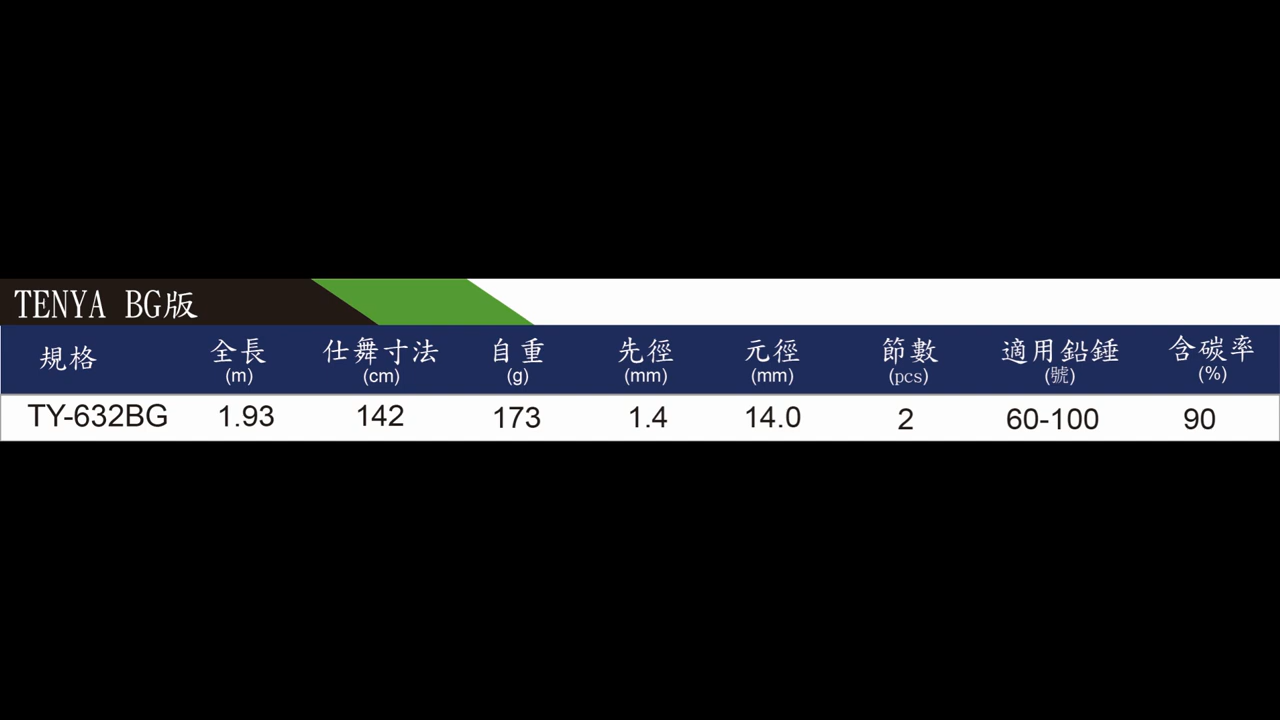 TENYA BG版
規格 全長 仕舞寸法 自重 先徑 元徑 節數 適用鉛錘 含碳率
(m) (cm) (g) (mm) (mm) (pcs) (號) (%)
TY-632BG 1.93 142 173 1.4 14.0 2 60-100 90